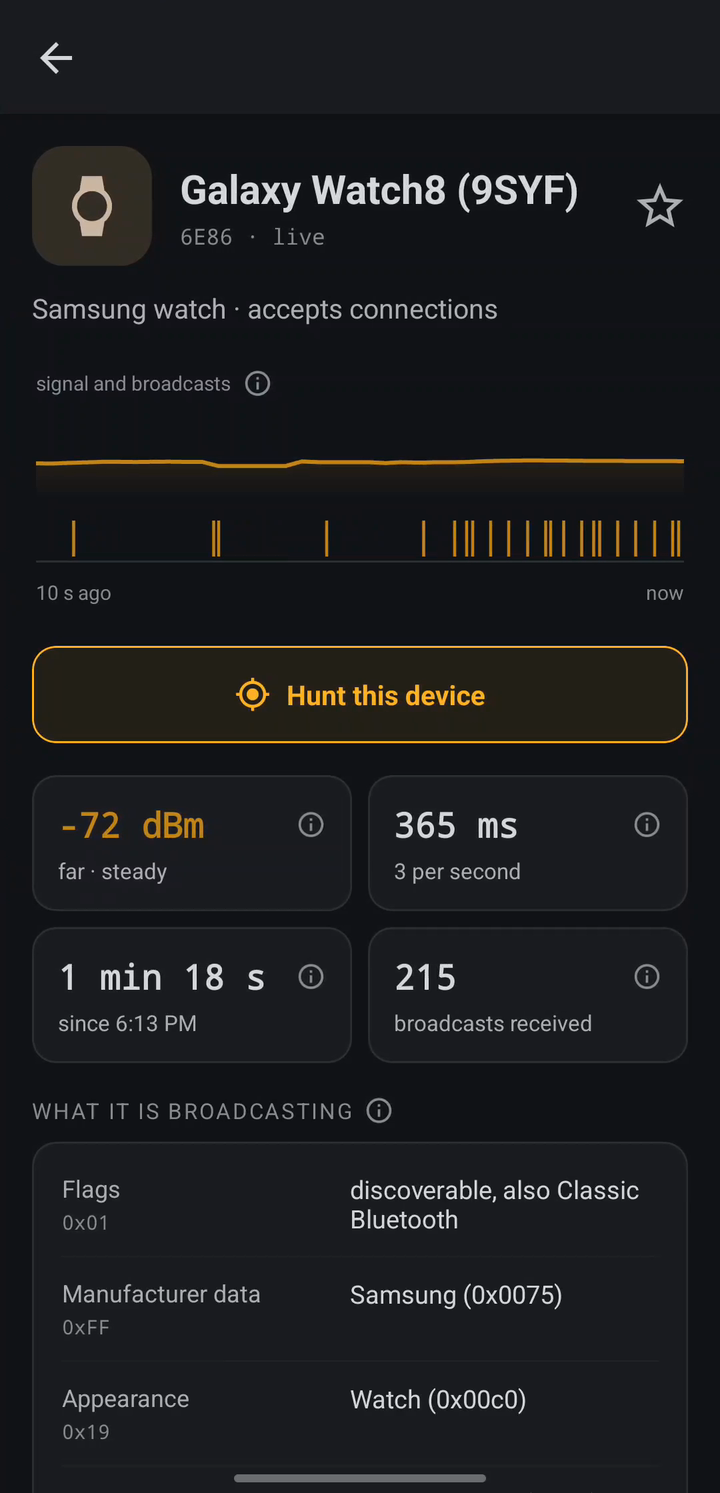 Galaxy Watch8 (9SYF)
6E86 · live
Samsung watch · accepts connections
signal and broadcasts
10 s ago
now
Hunt this device
-72 dBm
far · steady
365 ms
3 per second
1 min 18 s
since 6:13 PM
215
broadcasts received
WHAT IT IS BROADCASTING
Flags
0x01
discoverable, also Classic
Bluetooth
Manufacturer data
0xFF
Samsung (0x0075)
Appearance
0x19
Watch (0x00c0)